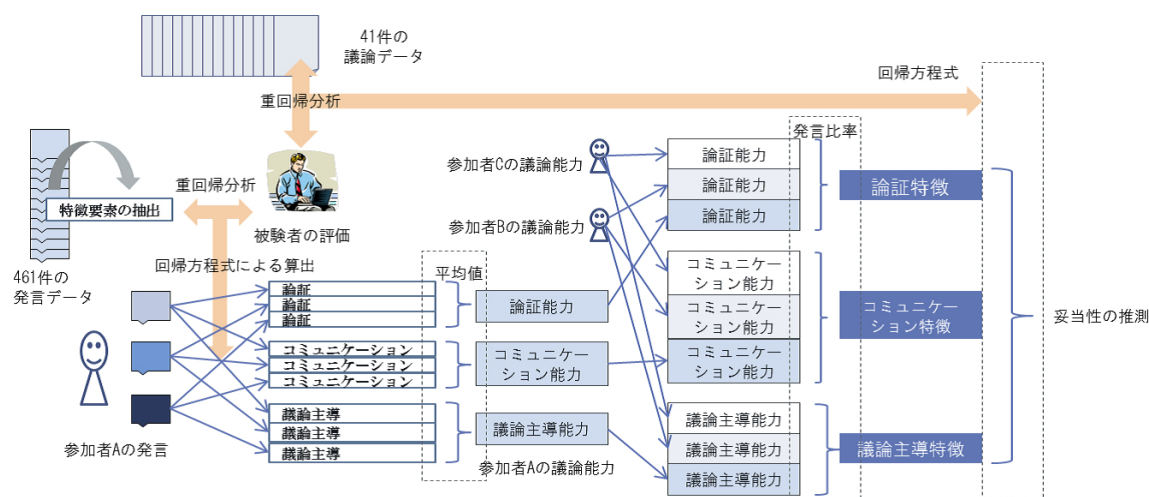 41件の
議論データ
回帰方程式
重回帰分析
発言比率
参加者Cの議論能力
論証能力
論証能力
論証能力
論証特徴
重回帰分析
特徴要素の抽出
参加者Bの議論能力
被験者の評価
461件の
発言データ
回帰方程式による算出
平均値
論証
論証
論証
論証能力
コミュニケー
ション能力
コミュニケー
ション能力
コミュニケー
ション能力
コミュニケー
ション特徴
妥当性の推測
コミュニケーション
コミュニケーション
コミュニケーション
コミュニケー
ション能力
議論主導
議論主導
議論主導
議論主導能力
議論主導能力
議論主導能力
議論主導能力
議論主導特徴
参加者Aの発言
参加者Aの議論能力